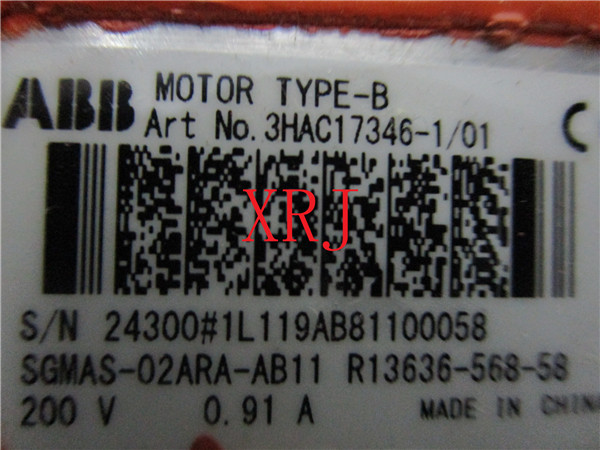 ABB MOTOR TYPE-B
Art No. 3HAC17346-1/01
XRJ
S/N 24300#1L119AB81100058
SGMAS-02ARA-AB11 R13636-568-58
200 V 0.91 A MADE IN CHINA